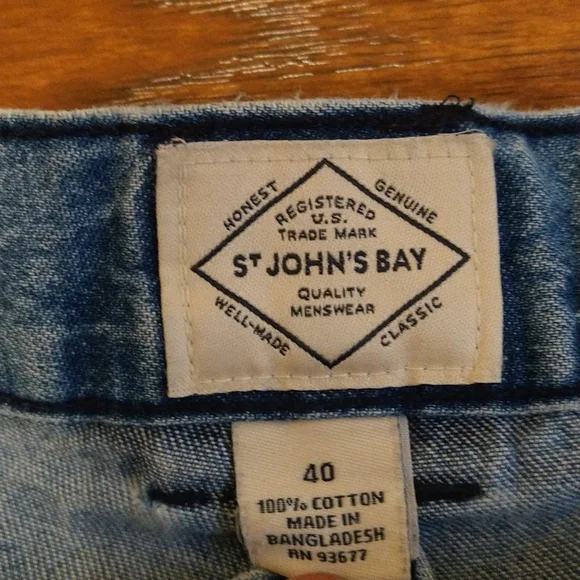 HONEST
GENUINE
REGISTERED
U.S.
TRADE MARK
ST JOHN'S BAY
QUALITY
MENSWEAR
WELL-MADE
CLASSIC
40
100% COTTON
MADE IN
BANGLADESH
RN 93677